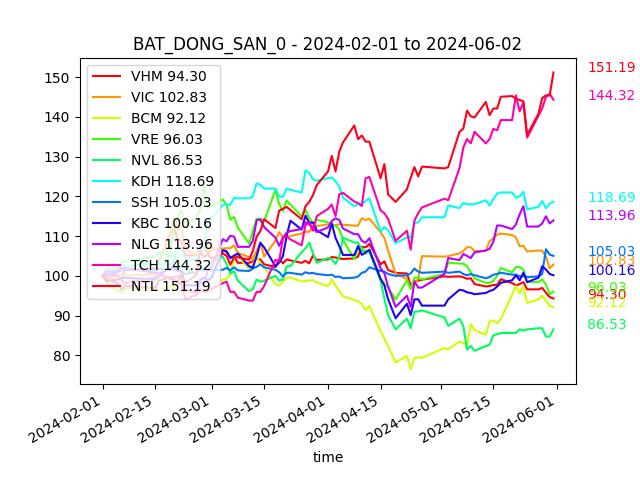 BAT_DONG_SAN_0 - 2024-02-01 to 2024-06-02
VHM 94.30
VIC 102.83
BCM 92.12
VRE 96.03
NVL 86.53
KDH 118.69
SSH 105.03
KBC 100.16
NLG 113.96
TCH 144.32
NTL 151.19
150
140
130
120
110
100
90
80
151.19
144.32
118.69
113.96
105.03
102.83
100.16
96.03
94.30
92.12
86.53
2024-02-01
2024-02-15
2024-03-01
2024-03-15
2024-04-01
2024-04-15
2024-05-01
2024-05-15
2024-06-01
time